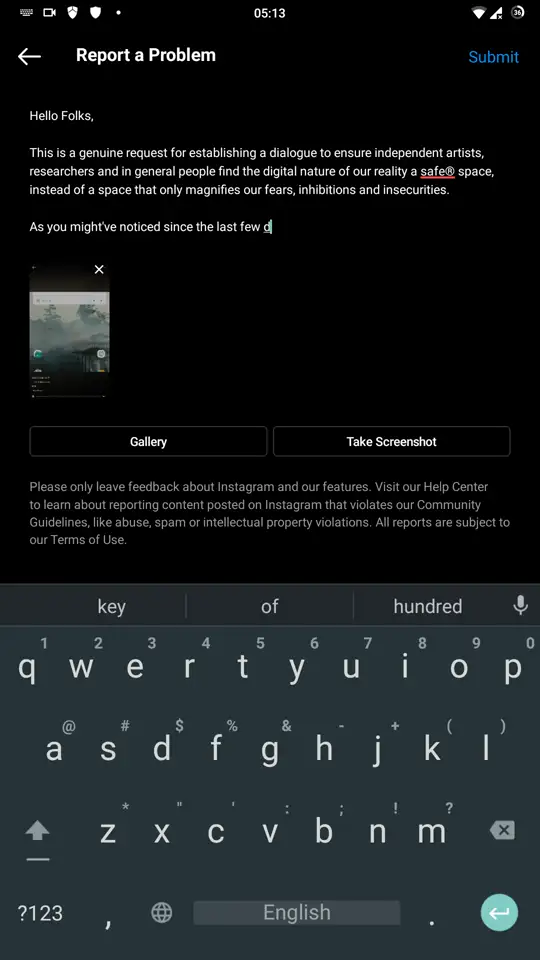 05:13
36
Report a Problem
Submit
Hello Folks,
This is a genuine request for establishing a dialogue to ensure independent artists,
researchers and in general people find the digital nature of our reality a safe® space,
instead of a space that only magnifies our fears, inhibitions and insecurities.
As you might've noticed since the last few d
Gallery
Take Screenshot
Please only leave feedback about Instagram and our features. Visit our Help Center
to learn about reporting content posted on Instagram that violates our Community
Guidelines, like abuse, spam or intellectual property violations. All reports are subject to
our Terms of Use.
key of hundred
1 2 3 4 5 6 7 8 9 0
q w e r t y u i o p
@ # $ % & - + ( )
a s d f g h j k l
* " ' : ; ! ?
z x c v b n m
?123 , English .